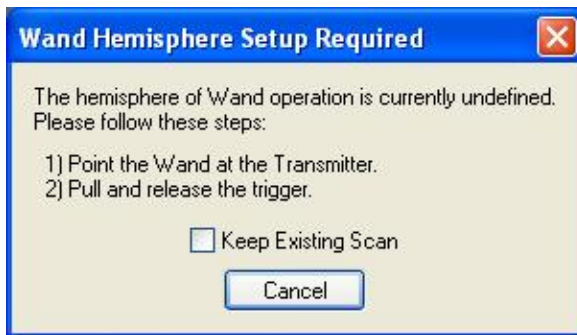 Wand Hemisphere Setup Required
The hemisphere of Wand operation is currently undefined.
Please follow these steps:
1) Point the Wand at the Transmitter.
2) Pull and release the trigger.
Keep Existing Scan
Cancel